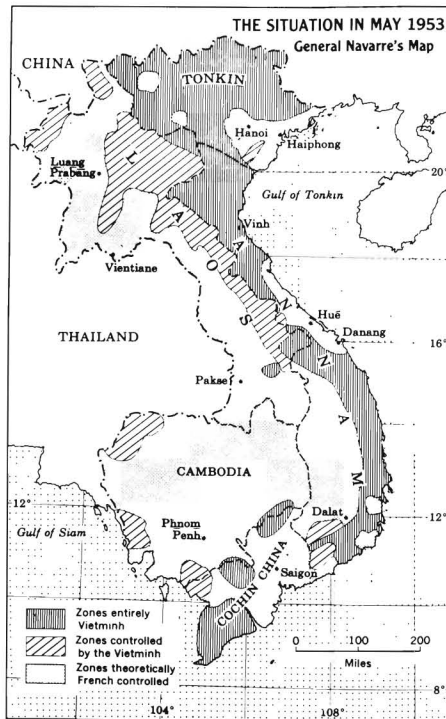 THE SITUATION IN MAY 1953
General Navarre's Map
CHINA
TONKIN
Hanoi
Haiphong
Luang
Prabang
20°
Gulf of Tonkin
LAOS
Vinh
Vientiane
ANNAM
Huë
Danang
THAILAND
16°
Pakse
CAMBODIA
12°
Dalat
12°
Gulf of Siam
Phnom
Penh
Saigon
COCHIN CHINA
Zones entirely
Vietminh
Zones controlled
by the Vietminh
Zones theoretically
French controlled
0 50 100 150 200
Miles
8°
104°
108°